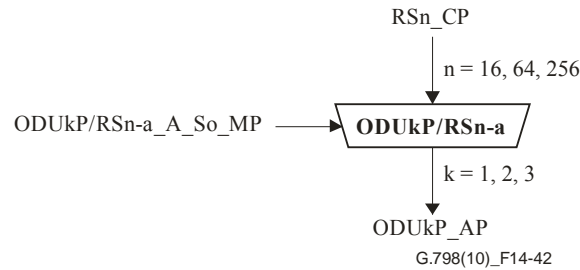 RSn_CP
n = 16, 64, 256
ODUkP/RSn-a_A_So_MP
ODUkP/RSn-a
k = 1, 2, 3
ODUkP_AP
G.798(10)_F14-42